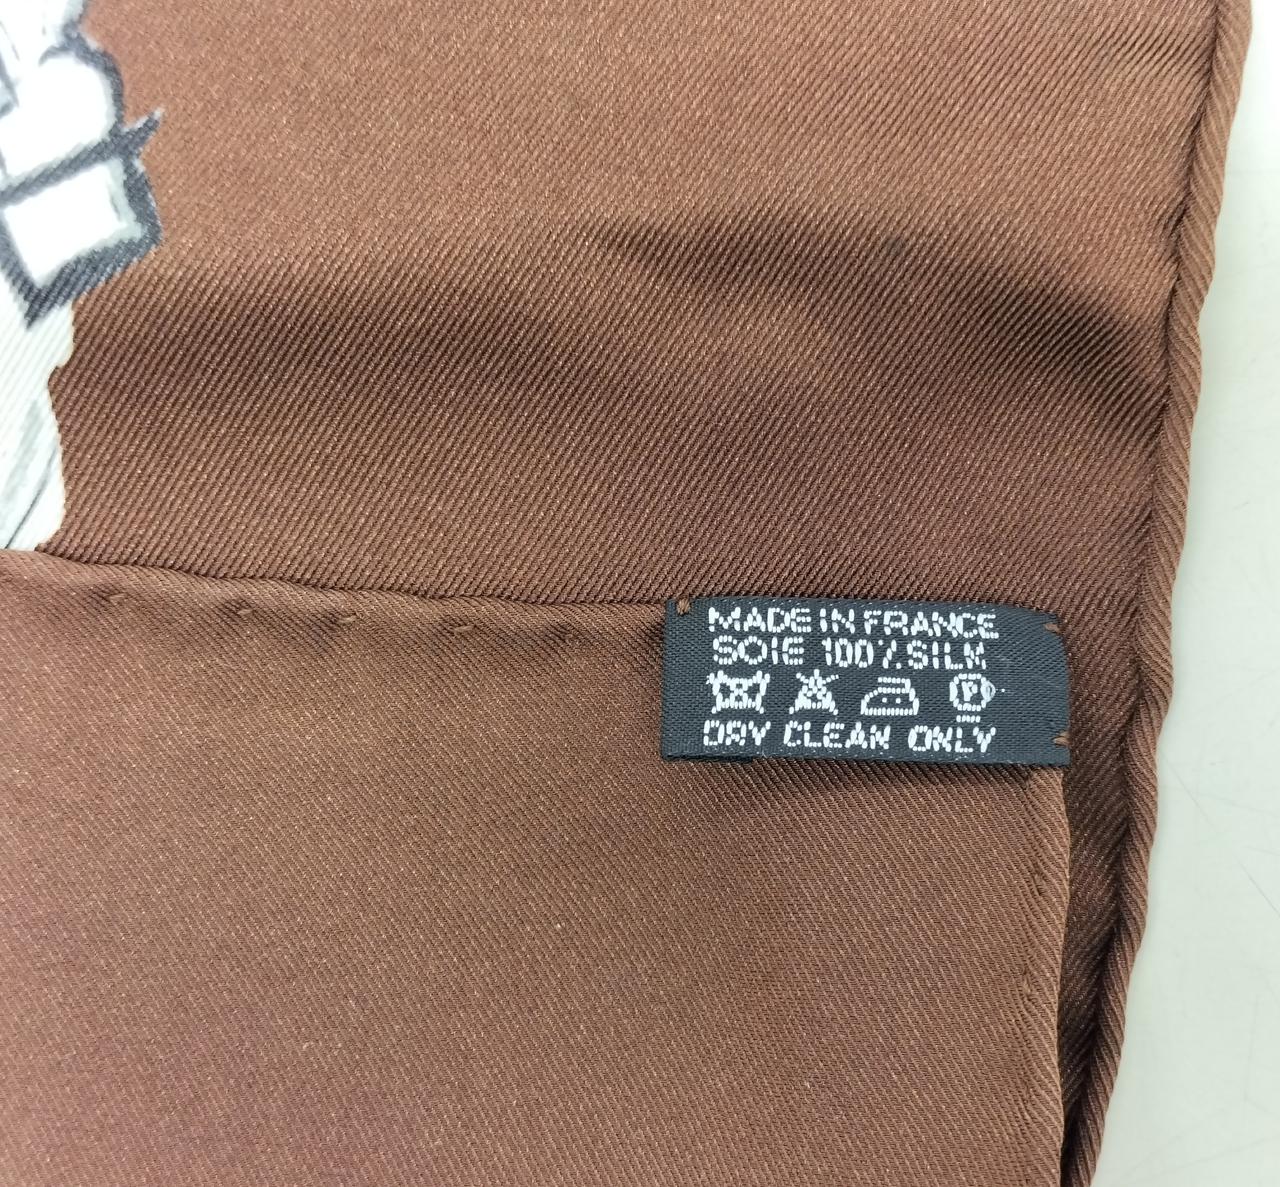 MADE IN FRANCE
SOIE 100% SILK
P
DRY CLEAN ONLY